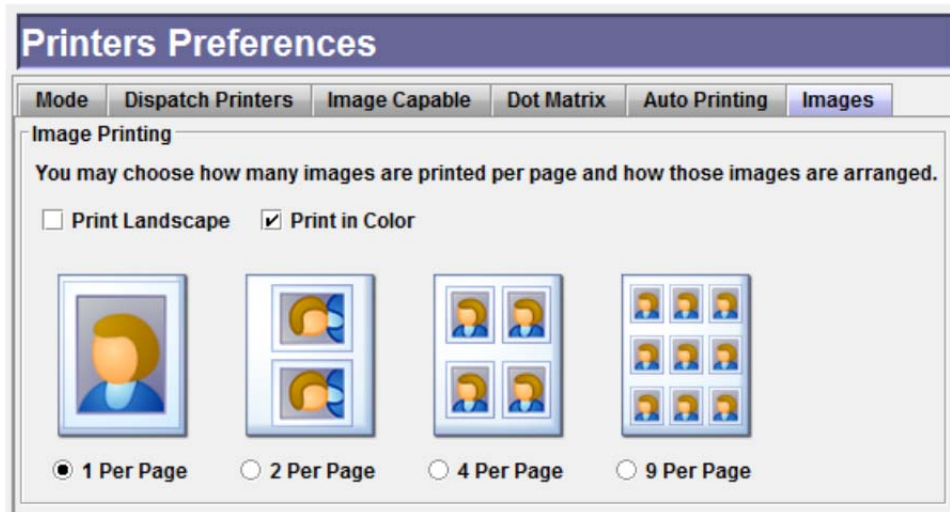 Printers Preferences
Mode Dispatch Printers Image Capable Dot Matrix Auto Printing Images
Image Printing
You may choose how many images are printed per page and how those images are arranged.
Print Landscape Print in Color
1 Per Page 2 Per Page 4 Per Page 9 Per Page